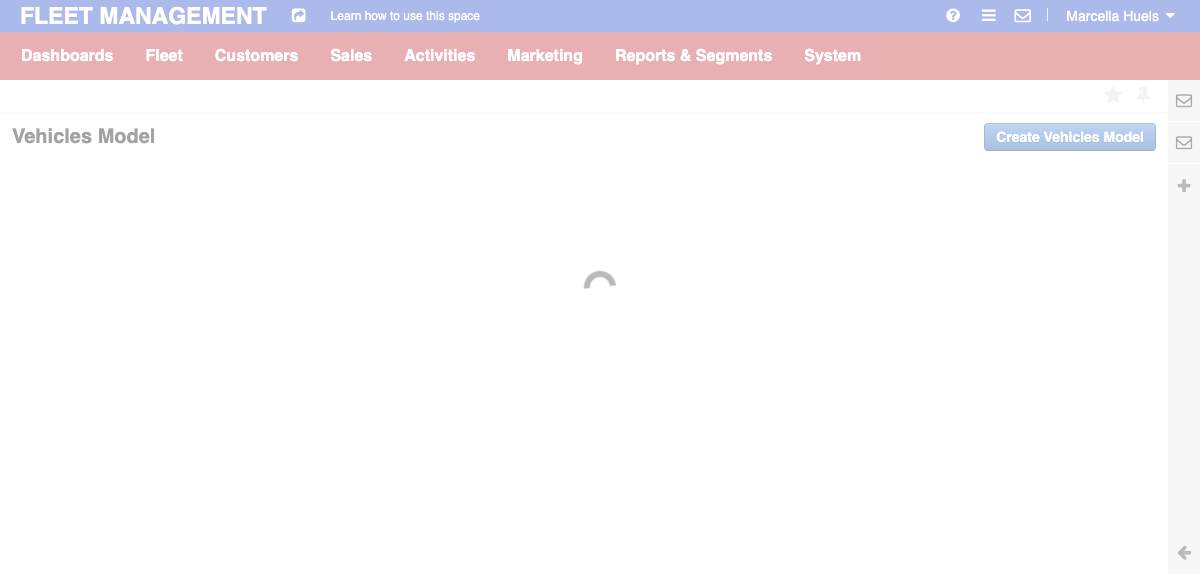 FLEET MANAGEMENT Learn how to use this space Marcella Huels
Dashboards Fleet Customers Sales Activities Marketing Reports & Segments System
Vehicles Model Create Vehicles Model